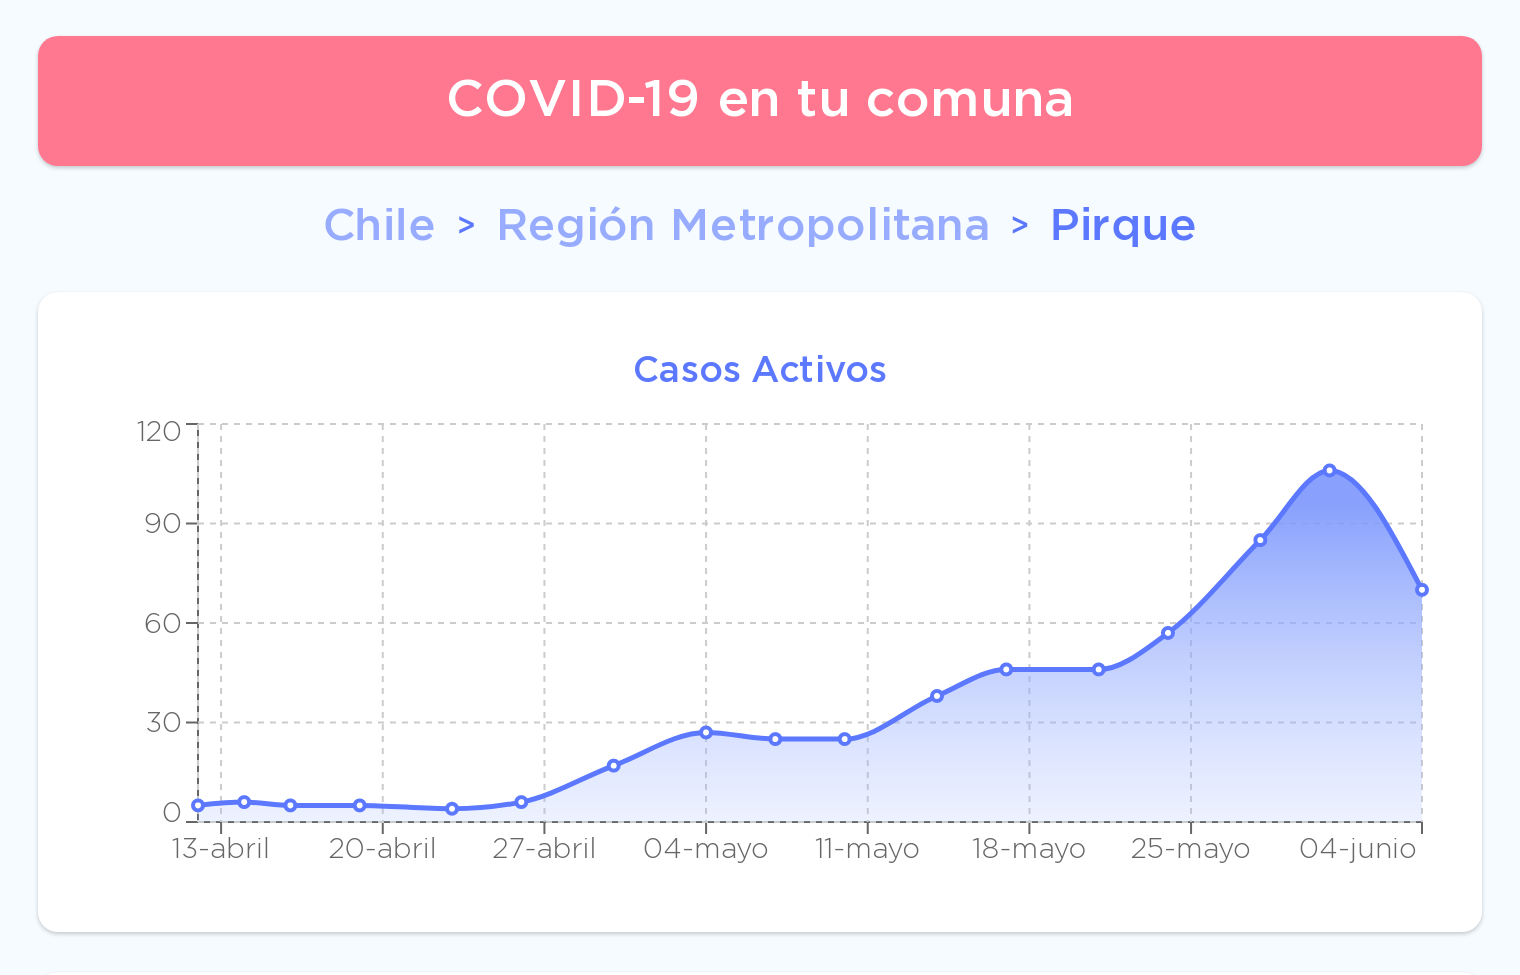 COVID-19 en tu comuna
Chile > Región Metropolitana > Pirque
Casos Activos
120
90
60
30
0
13-abril 20-abril 27-abril 04-mayo 11-mayo 18-mayo 25-mayo 04-junio